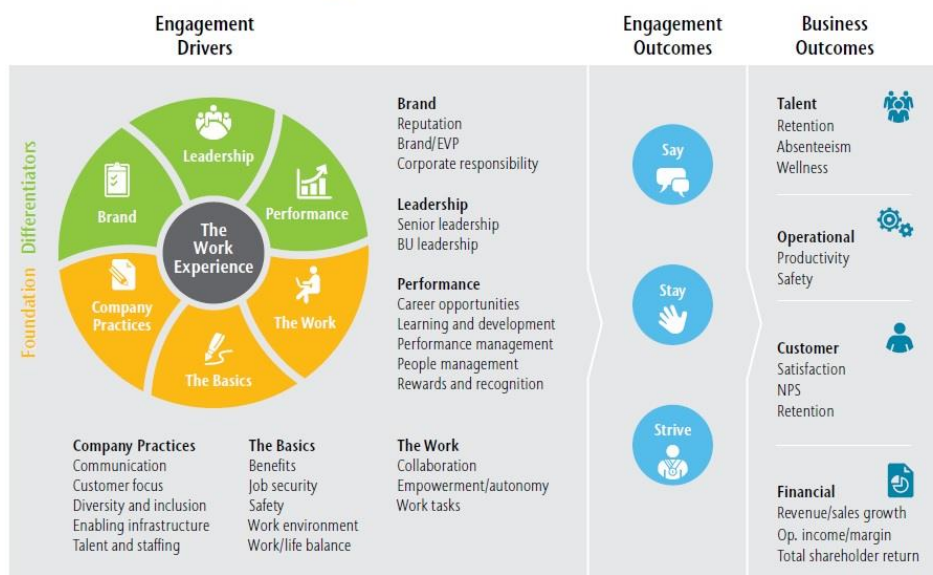 Engagement
Drivers
Engagement
Outcomes
Business
Outcomes
Differentiators
Foundation
Leadership
Brand
Performance
The
Work
Experience
Company
Practices
The Work
The Basics
Brand
Reputation
Brand/EVP
Corporate responsibility
Leadership
Senior leadership
BU leadership
Performance
Career opportunities
Learning and development
Performance management
People management
Rewards and recognition
Company Practices
Communication
Customer focus
Diversity and inclusion
Enabling infrastructure
Talent and staffing
The Basics
Benefits
Job security
Safety
Work environment
Work/life balance
The Work
Collaboration
Empowerment/autonomy
Work tasks
Say
Stay
Strive
Talent
Retention
Absenteeism
Wellness
Operational
Productivity
Safety
Customer
Satisfaction
NPS
Retention
Financial
Revenue/sales growth
Op. income/margin
Total shareholder return